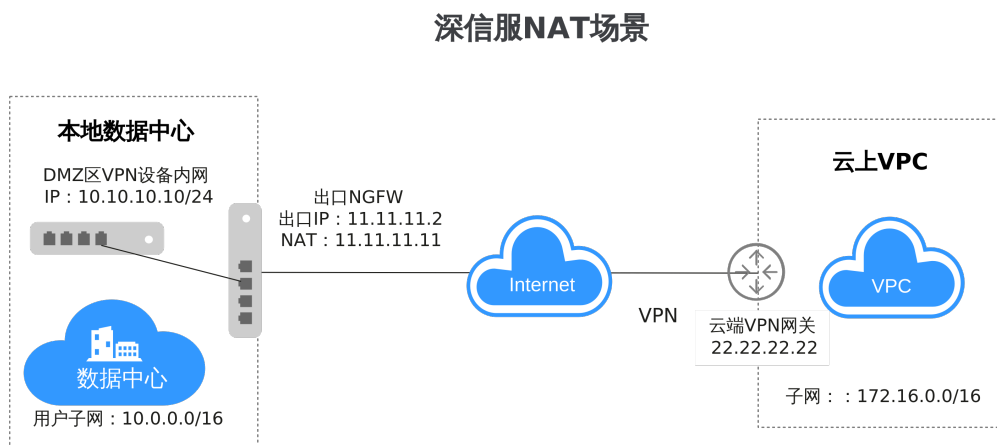 深信服NAT场景
本地数据中心
DMZ区VPN设备内网
IP：10.10.10.10/24
出口NGFW
出口IP：11.11.11.2
NAT：11.11.11.11
Internet
VPN
云端VPN网关
22.22.22.22
云上VPC
VPC
子网：：172.16.0.0/16
数据中心
用户子网：10.0.0.0/16